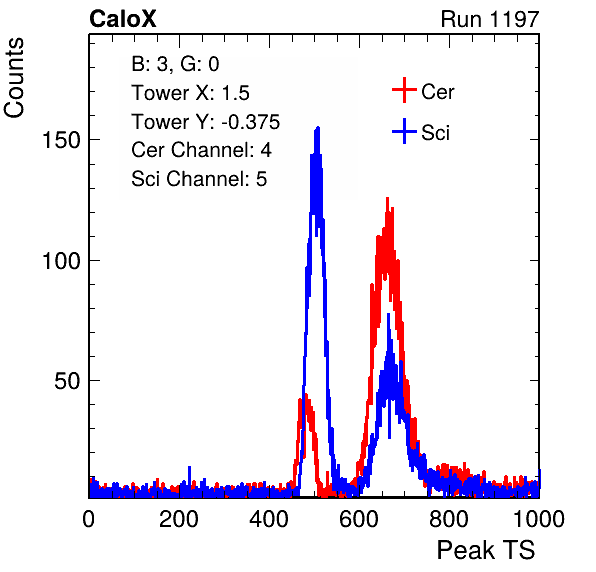 CaloX Run 1197
Counts
B: 3, G: 0
Tower X: 1.5
Tower Y: -0.375
Cer Channel: 4
Sci Channel: 5
Cer
Sci
150
100
50
0 200 400 600 800 1000
Peak TS